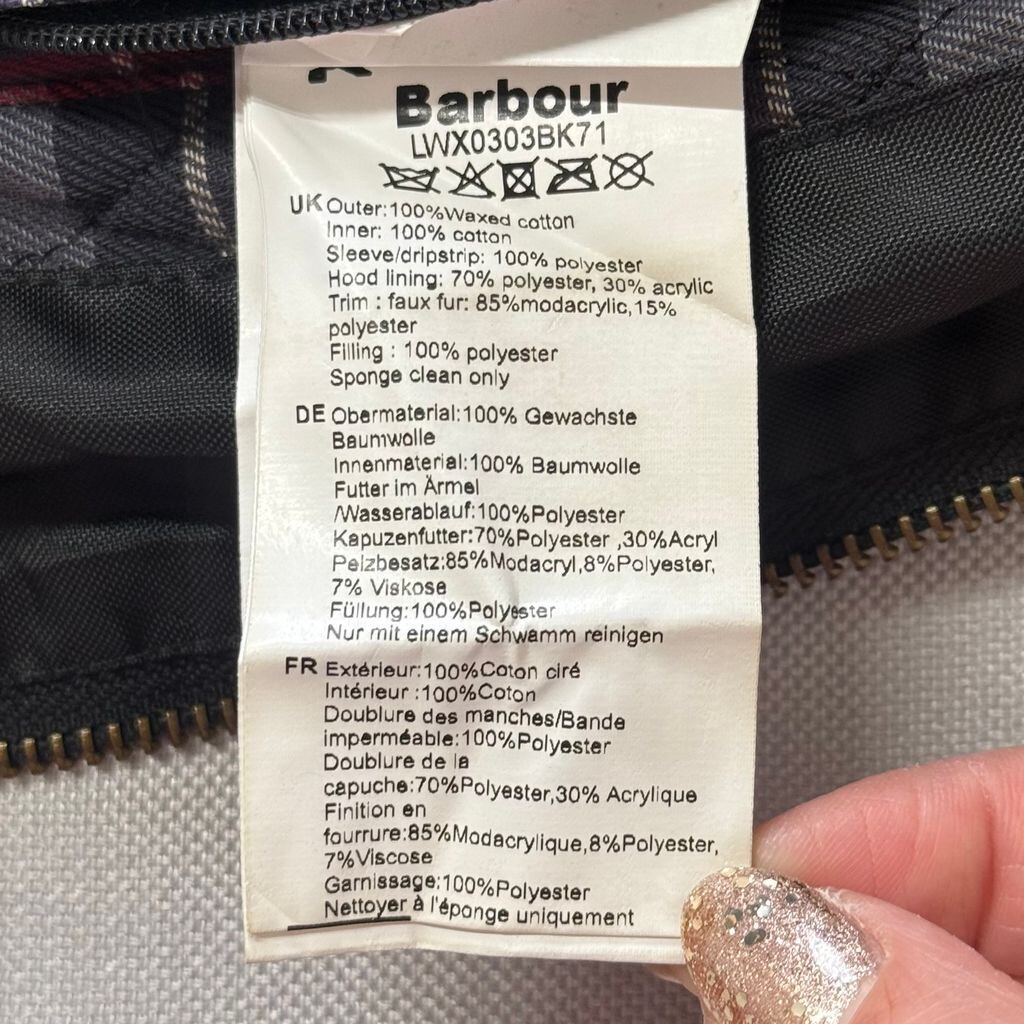 Barbour
LWX0303BK71
UK Outer:100%Waxed cotton
Inner: 100% cotton
Sleeve/dripstrip: 100% polyester
Hood lining: 70% polyester, 30% acrylic
Trim : faux fur: 85%modacrylic,15%
polyester
Filling : 100% polyester
Sponge clean only
DE Obermaterial:100% Gewachste
Baumwolle
Innenmaterial:100% Baumwolle
Futter im Ärmel
/Wasserablauf:100%Polyester
Kapuzenfutter:70%Polyester ,30%Acryl
Pelzbesatz:85%Modacryl,8%Polyester,
7% Viskose
Füllung:100%Polyester
Nur mit einem Schwamm reinigen
FR Extérieur:100%Coton ciré
Intérieur :100%Coton
Doublure des manches/Bande
imperméable:100%Polyester
Doublure de la
capuche:70%Polyester,30% Acrylique
Finition en
fourrure:85%Modacrylique,8%Polyester,
7%Viscose
Garnissage:100%Polyester
Nettoyer à l'éponge uniquement